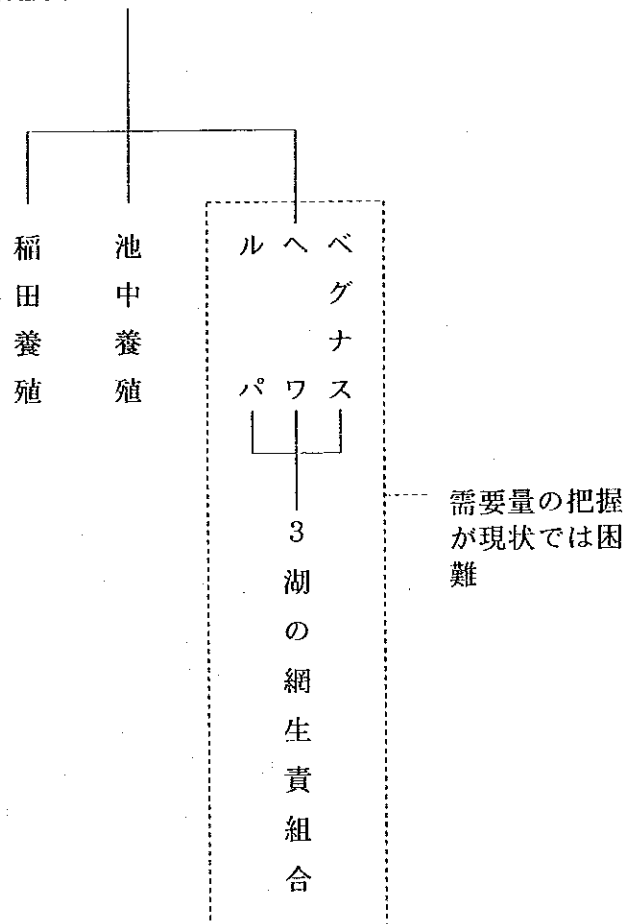 ベグナス
ヘワ
ルパ
3湖の網生責組合
池中養殖
稲田養殖
需要量の把握
が現状では困
難